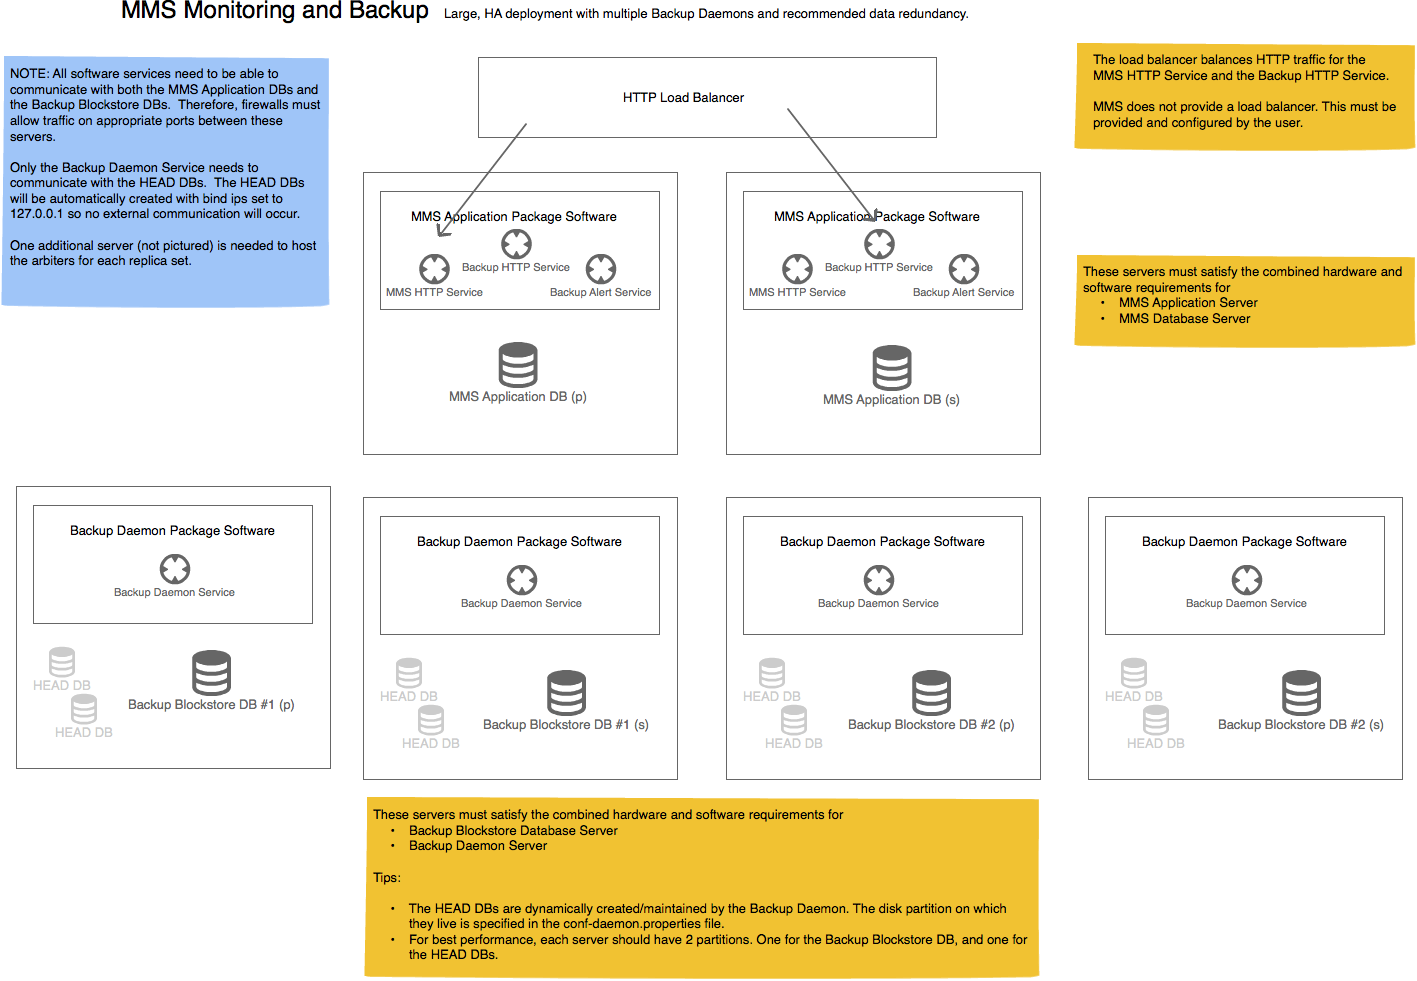 MMS Monitoring and Backup Large, HA deployment with multiple Backup Daemons and recommended data redundancy.
NOTE: All software services need to be able to
communicate with both the MMS Application DBs and
the Backup Blockstore DBs.  Therefore, firewalls must
allow traffic on appropriate ports between these
servers.
Only the Backup Daemon Service needs to
communicate with the HEAD DBs.  The HEAD DBs
will be automatically created with bind ips set to
127.0.0.1 so no external communication will occur.
One additional server (not pictured) is needed to host
the arbiters for each replica set.
HTTP Load Balancer
The load balancer balances HTTP traffic for the
MMS HTTP Service and the Backup HTTP Service.
MMS does not provide a load balancer. This must be
provided and configured by the user.
MMS Application Package Software
Backup HTTP Service
MMS HTTP Service
Backup Alert Service
MMS Application DB (p)
MMS Application Package Software
Backup HTTP Service
MMS HTTP Service
Backup Alert Service
MMS Application DB (s)
These servers must satisfy the combined hardware and
software requirements for
• MMS Application Server
• MMS Database Server
Backup Daemon Package Software
Backup Daemon Service
HEAD DB
HEAD DB
Backup Blockstore DB #1 (p)
Backup Daemon Package Software
Backup Daemon Service
HEAD DB
HEAD DB
Backup Blockstore DB #1 (s)
Backup Daemon Package Software
Backup Daemon Service
HEAD DB
HEAD DB
Backup Blockstore DB #2 (p)
Backup Daemon Package Software
Backup Daemon Service
HEAD DB
HEAD DB
Backup Blockstore DB #2 (s)
These servers must satisfy the combined hardware and software requirements for
• Backup Blockstore Database Server
• Backup Daemon Server
Tips:
• The HEAD DBs are dynamically created/maintained by the Backup Daemon. The disk partition on which
they live is specified in the conf-daemon.properties file.
• For best performance, each server should have 2 partitions. One for the Backup Blockstore DB, and one for
the HEAD DBs.